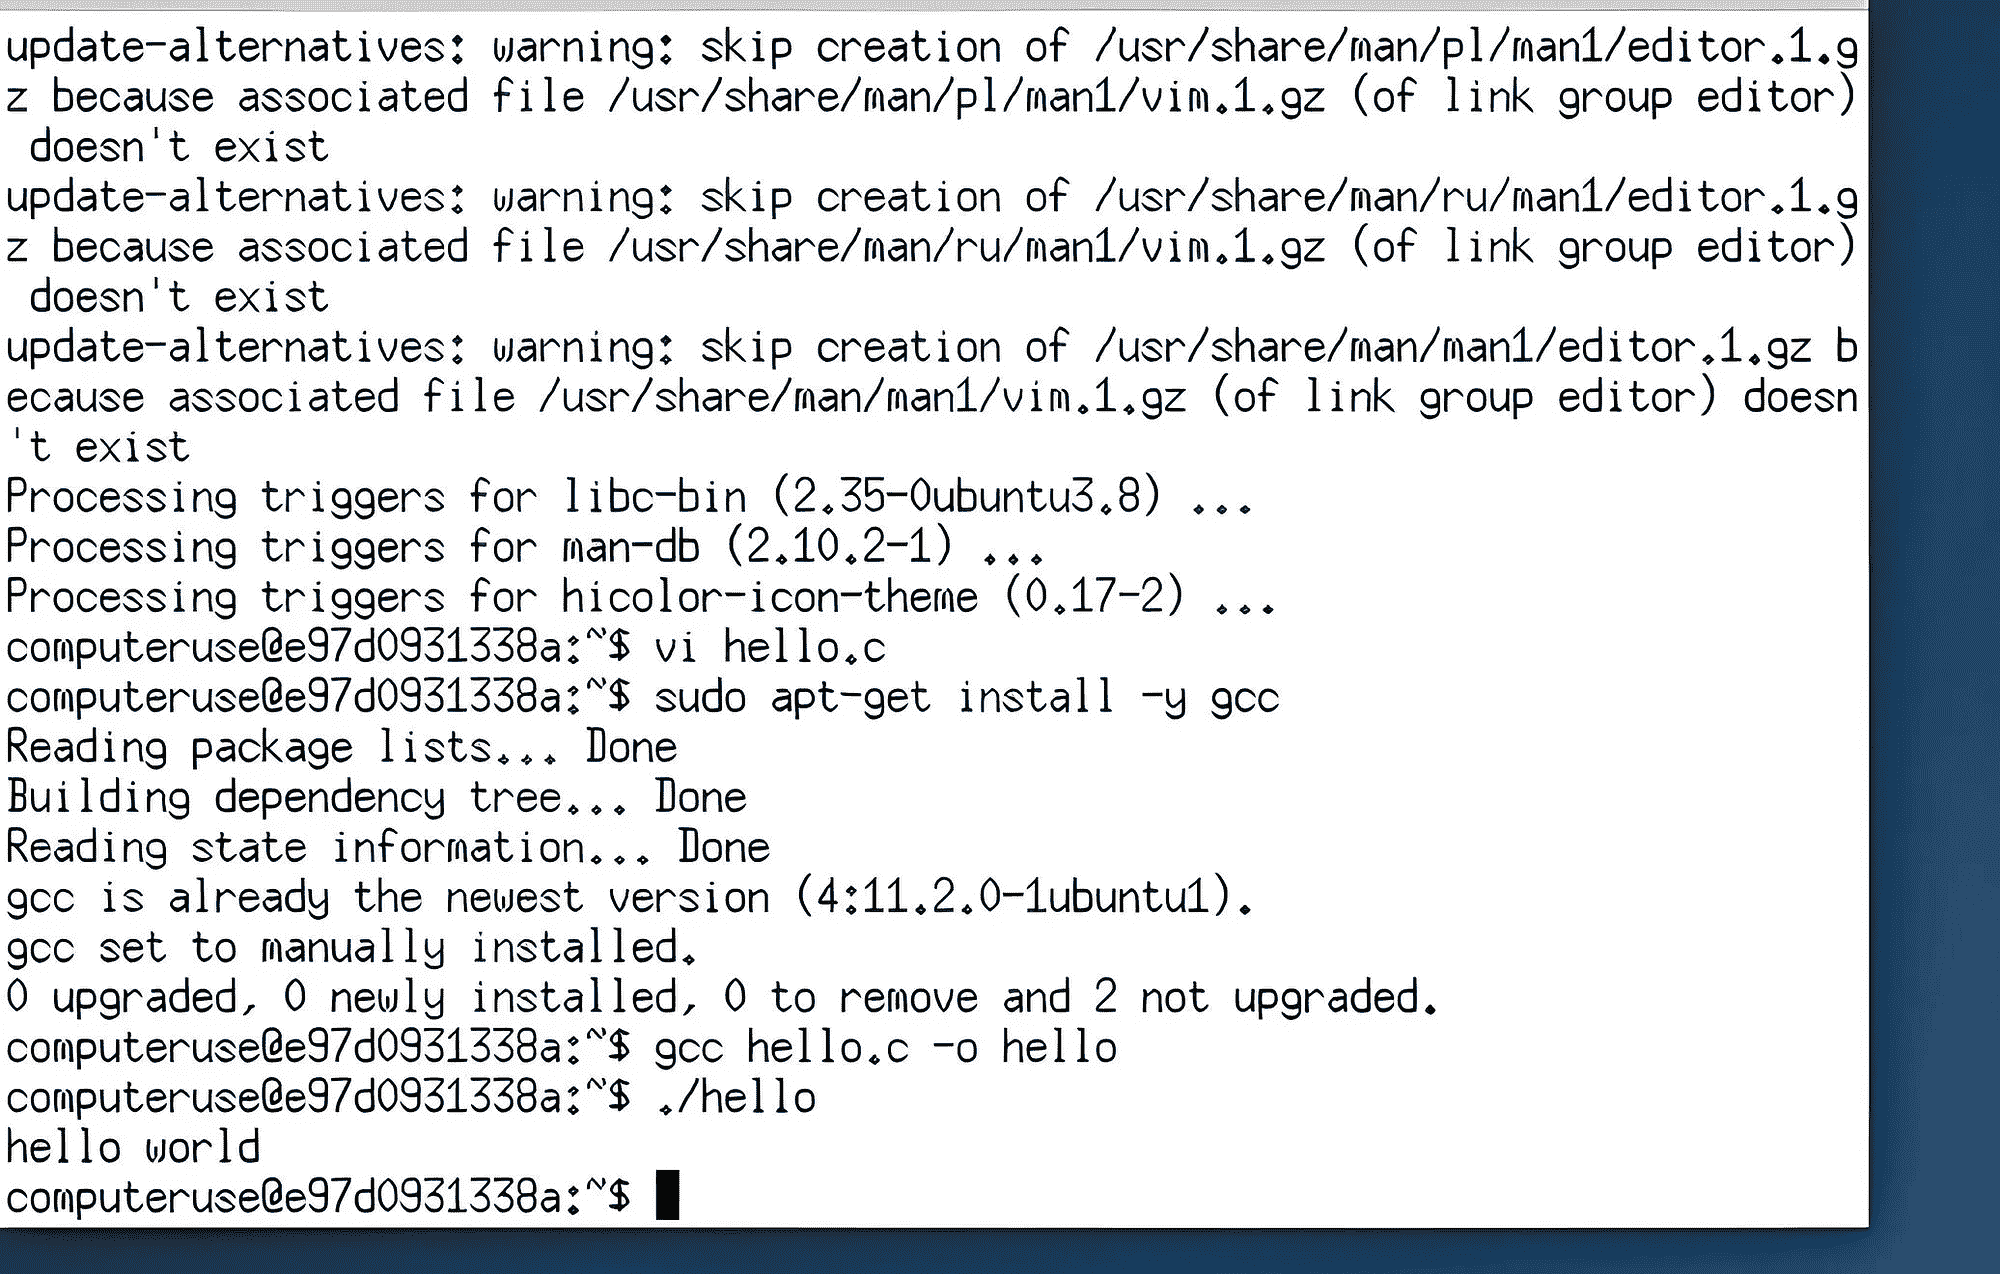 update-alternatives: warning: skip creation of /usr/share/man/pl/man1/editor.1.g
z because associated file /usr/share/man/pl/man1/vim.1.gz (of link group editor)
 doesn't exist
update-alternatives: warning: skip creation of /usr/share/man/ru/man1/editor.1.g
z because associated file /usr/share/man/ru/man1/vim.1.gz (of link group editor)
 doesn't exist
update-alternatives: warning: skip creation of /usr/share/man/man1/editor.1.gz b
ecause associated file /usr/share/man/man1/vim.1.gz (of link group editor) doesn
't exist
Processing triggers for libc-bin (2.35-0ubuntu3.8) ...
Processing triggers for man-db (2.10.2-1) ...
Processing triggers for hicolor-icon-theme (0.17-2) ...
computeruse@e97d0931338a:~$ vi hello.c
computeruse@e97d0931338a:~$ sudo apt-get install -y gcc
Reading package lists... Done
Building dependency tree... Done
Reading state information... Done
gcc is already the newest version (4:11.2.0-1ubuntu1).
gcc set to manually installed.
0 upgraded, 0 newly installed, 0 to remove and 2 not upgraded.
computeruse@e97d0931338a:~$ gcc hello.c -o hello
computeruse@e97d0931338a:~$ ./hello
hello world
computeruse@e97d0931338a:~$